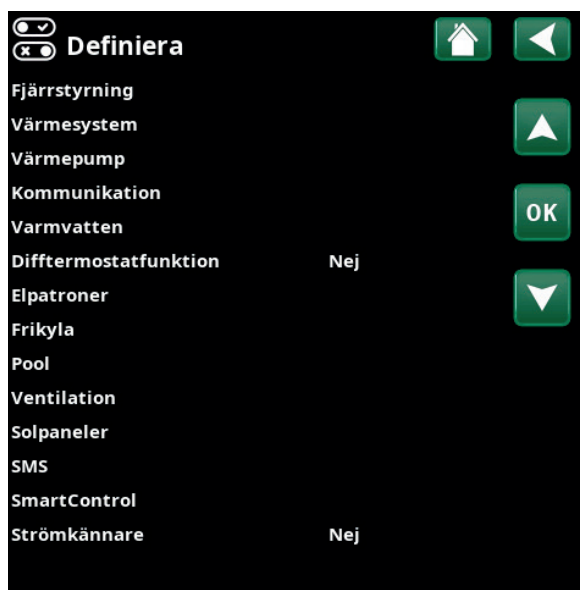 Definiera
Fjärrstyrning
Värmesystem
Värmepump
Kommunikation
Varmvatten
OK
Difftermostatfunktion Nej
Elpatroner
Frikyla
Pool
Ventilation
Solpaneler
SMS
SmartControl
Strömkännare Nej